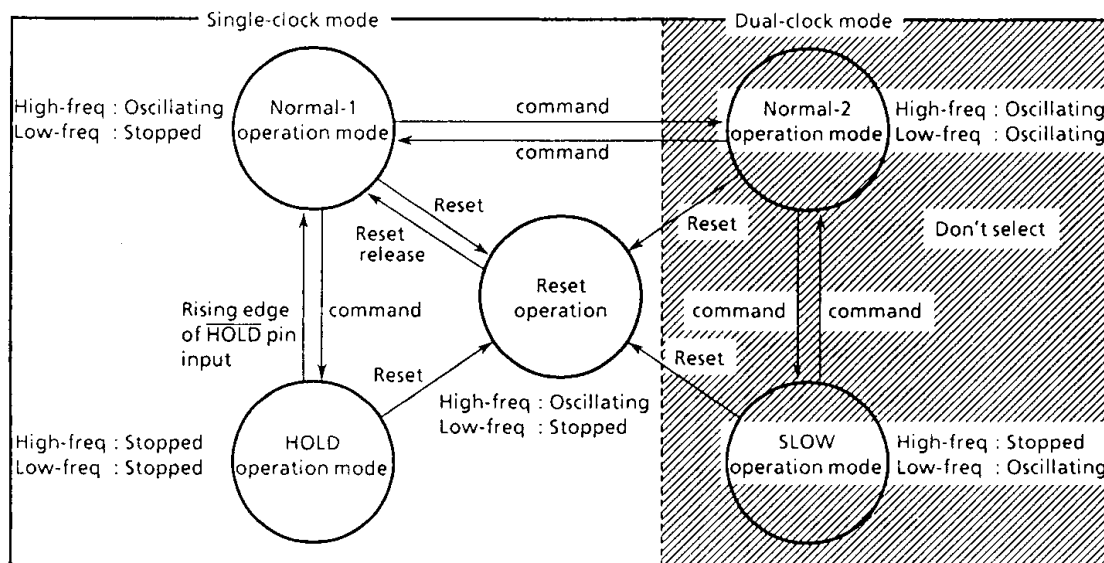 Single-clock mode
Dual-clock mode
High-freq : Oscillating
Low-freq : Stopped
Normal-1
operation mode
command
command
Normal-2
operation mode
High-freq : Oscillating
Low-freq : Oscillating
Reset
Reset
release
Reset
Don't select
Reset
operation
Rising edge
of HOLD pin
input
command
command
command
Reset
Reset
High-freq : Oscillating
Low-freq : Stopped
High-freq : Stopped
Low-freq : Stopped
HOLD
operation mode
SLOW
operation mode
High-freq : Stopped
Low-freq : Oscillating